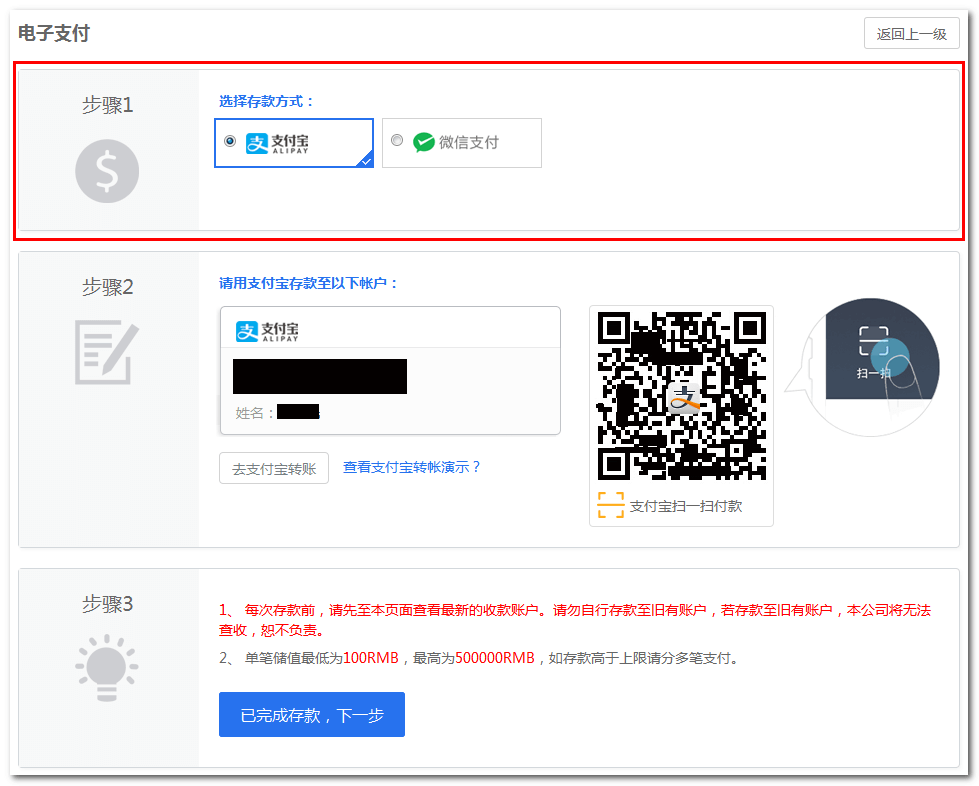 电子支付
返回上一级
步骤1
选择存款方式：
支付宝
ALIPAY
微信支付
步骤2
请用支付宝存款至以下帐户：
支付宝
ALIPAY
姓名：
去支付宝转账
查看支付宝转帐演示？
支付宝扫一扫付款
扫一扫
步骤3
1、 每次存款前，请先至本页面查看最新的收款账户。请勿自行存款至旧有账户，若存款至旧有账户，本公司将无法
查收，恕不负责。
2、 单笔储值最低为100RMB，最高为500000RMB，如存款高于上限请分多笔支付。
已完成存款，下一步